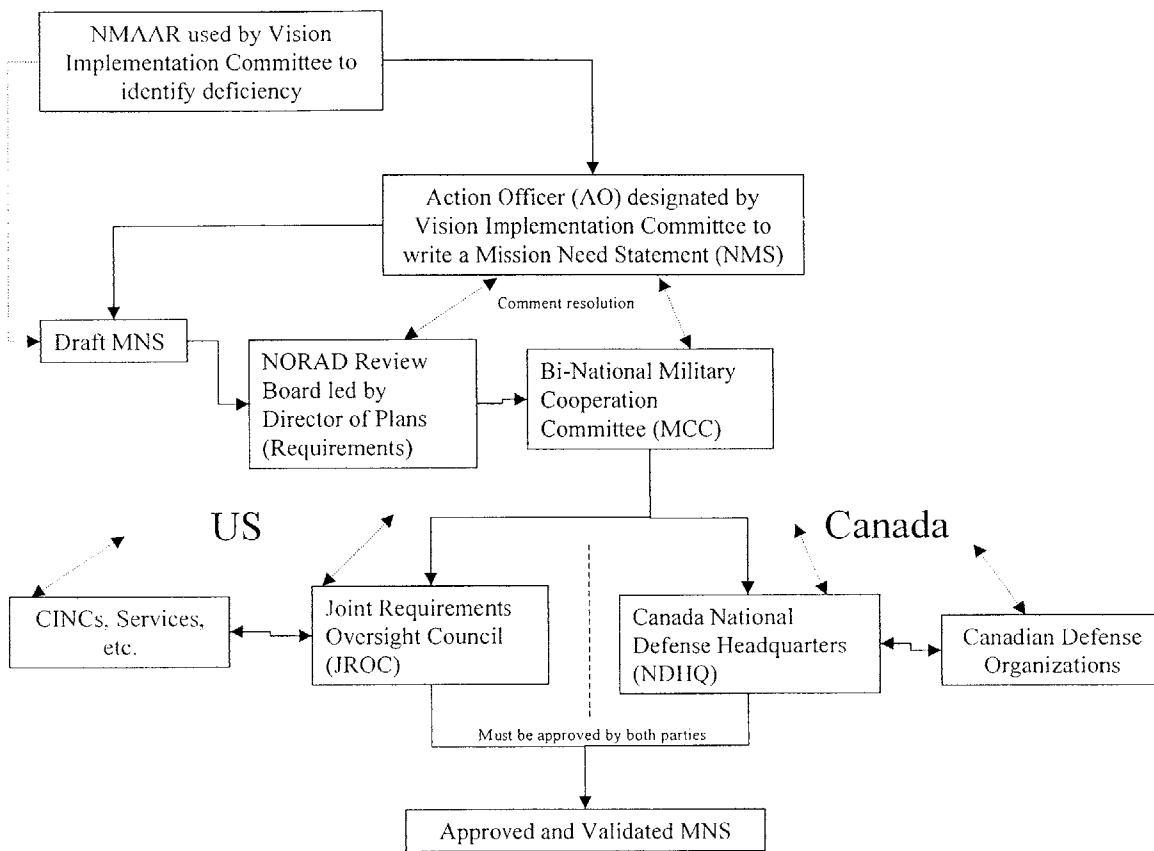 NMAAR used by Vision
Implementation Committee to
identify deficiency
Action Officer (AO) designated by
Vision Implementation Committee to
write a Mission Need Statement (NMS)
Comment resolution
Draft MNS
NORAD Review
Board led by
Director of Plans
(Requirements)
Bi-National Military
Cooperation
Committee (MCC)
US
Canada
CINCs, Services,
etc.
Joint Requirements
Oversight Council
(JROC)
Canada National
Defense Headquarters
(NDHQ)
Canadian Defense
Organizations
Must be approved by both parties
Approved and Validated MNS